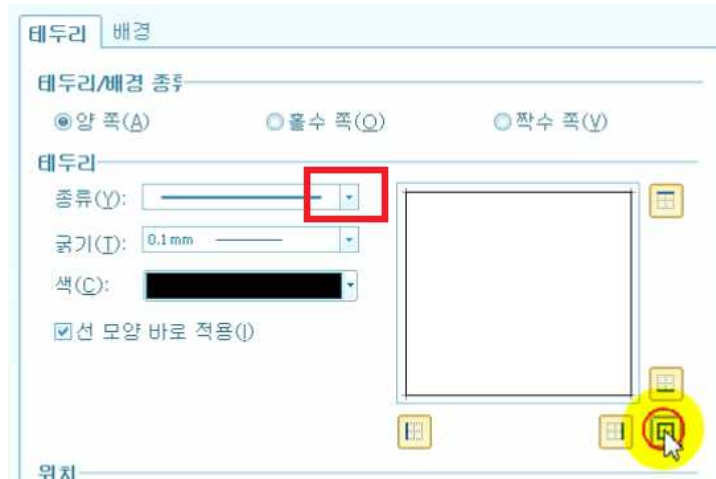 테두리 배경
테두리/배경 종류
양 쪽(A) 홀수 쪽(O) 짝수 쪽(V)
테두리
종류(Y):
굵기(T): 0.1 mm
색(C):
선 모양 바로 적용(I)
위치